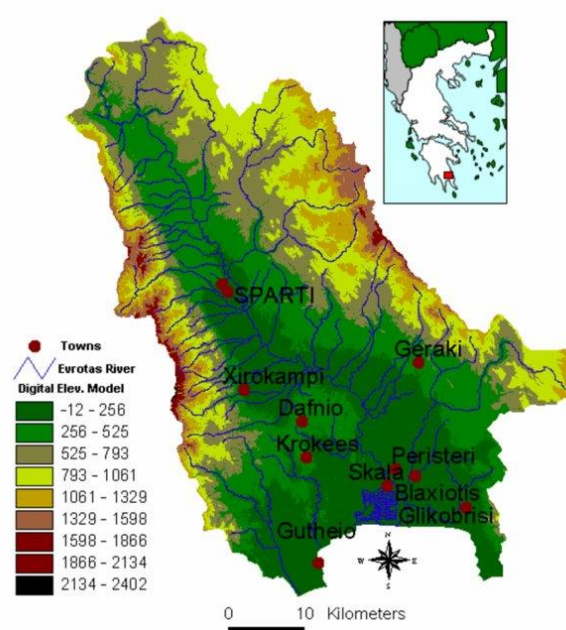 SPARTI
Geraki
Xirokampi
Dafnio
Krokees
Peristeri
Skala
Blaxiotis
Glikobrisi
Gutheio
Towns
Evrotas River
Digital Elev. Model
-12 - 256
256 - 525
525 - 793
793 - 1061
1061 - 1329
1329 - 1598
1598 - 1866
1866 - 2134
2134 - 2402
N
W E
S
0 10 Kilometers